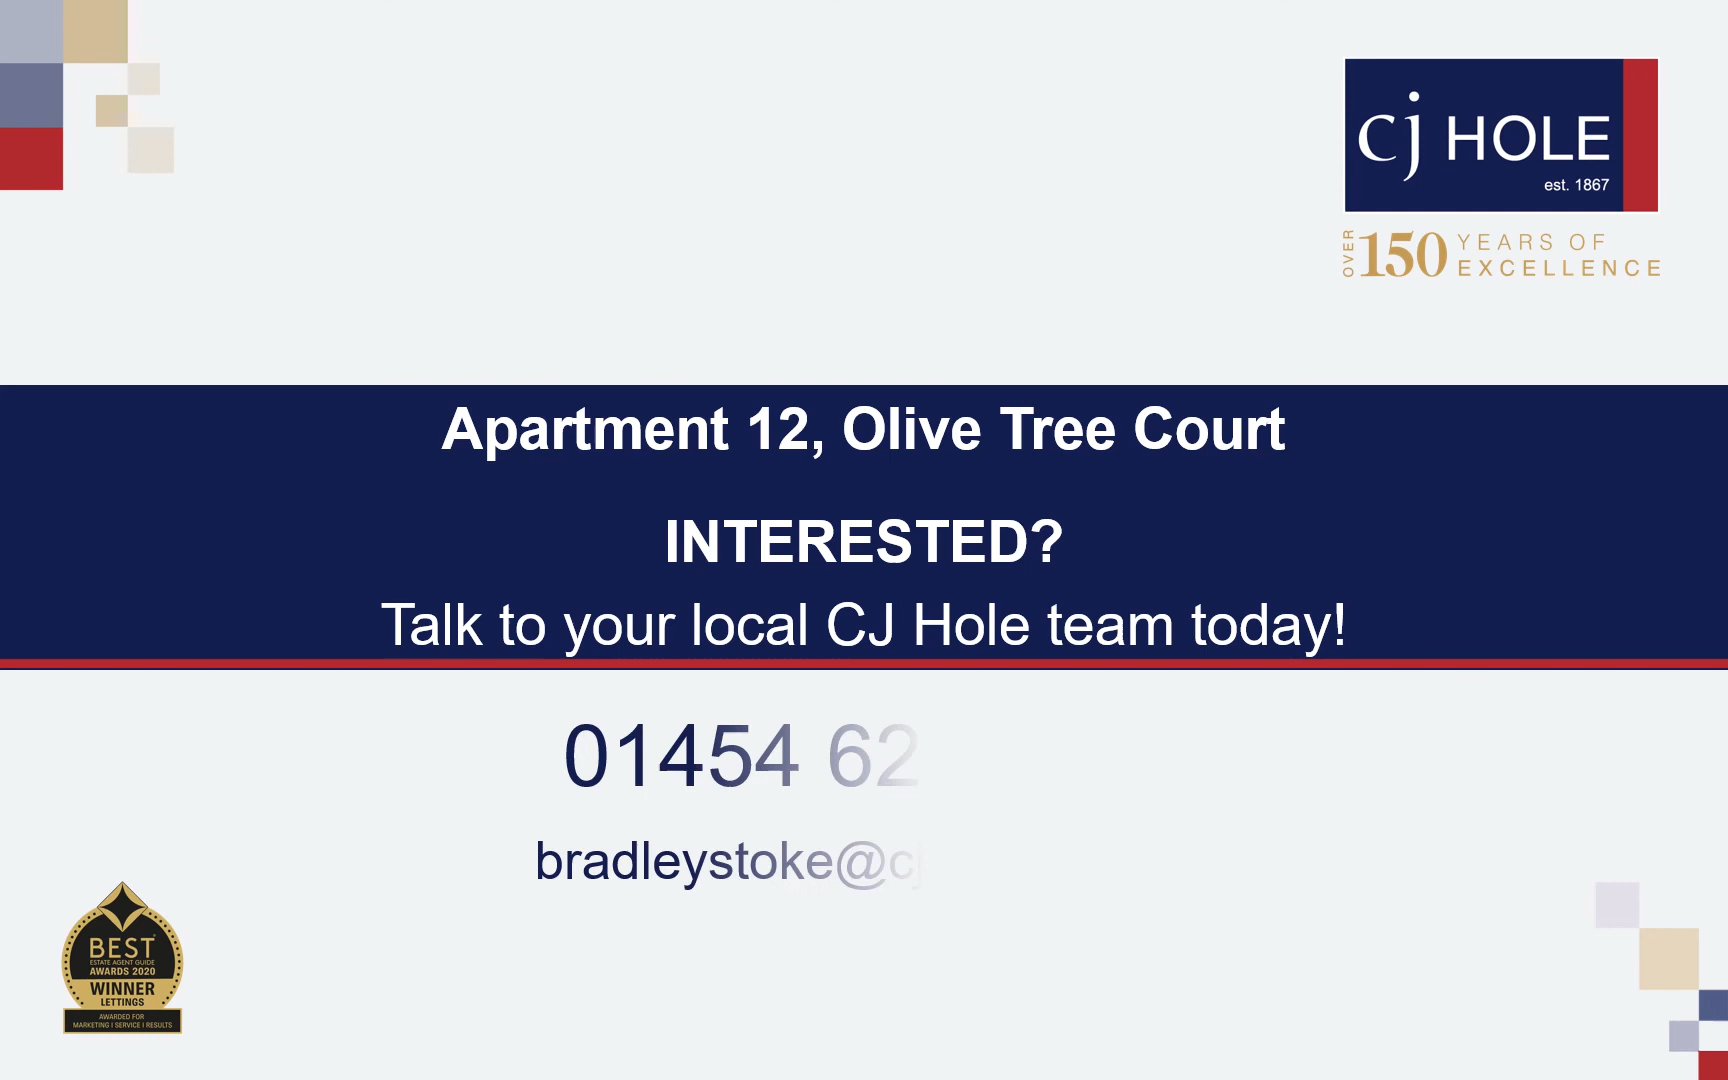 cj HOLE
est. 1867
OVER 150 YEARS OF
EXCELLENCE
Apartment 12, Olive Tree Court
INTERESTED?
Talk to your local CJ Hole team today!
01454 62
bradleystoke@cj
BEST
ESTATE AGENT GUIDE
AWARDS 2020
WINNER
LETTINGS
AWARDED FOR
MARKETING | SERVICE | RESULTS